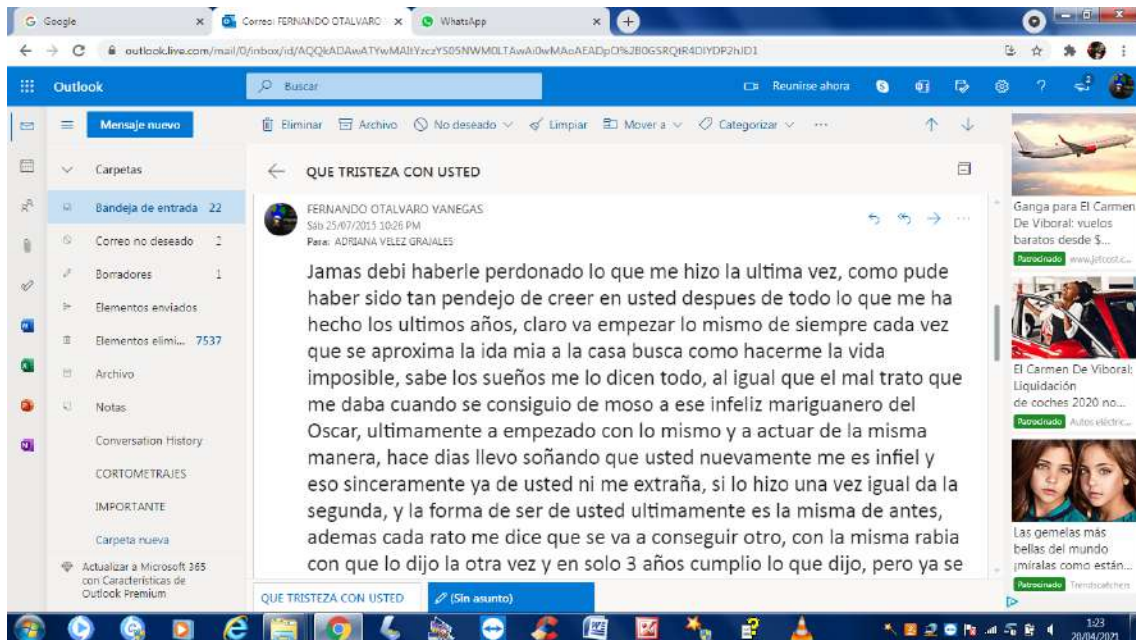 Google
Correo: FERNANDO OTALVARO
WhatsApp
Outlook
Buscar
Reunirse ahora
Mensaje nuevo
Eliminar
Archivo
No deseado
Limpiar
Mover a
Categorizar
Carpetas
Bandeja de entrada 22
Correo no deseado 2
Borradores 1
Elementos enviados
Elementos elimi... 7537
Archivo
Notas
Conversation History
CORTOMETRAJES
IMPORTANTE
Carpeta nueva
Actualizar a Microsoft 365
con Características de
Outlook Premium
QUE TRISTEZA CON USTED
FERNANDO OTALVARO VANEGAS
Sáb 25/07/2015 10:26 PM
Para: ADRIANA VELEZ GRAJALES
Jamas debi haberle perdonado lo que me hizo la ultima vez, como pude
haber sido tan pendejo de creer en usted despues de todo lo que me ha
hecho los ultimos años, claro va empezar lo mismo de siempre cada vez
que se aproxima la ida mia a la casa busca como hacerme la vida
imposible, sabe los sueños me lo dicen todo, al igual que el mal trato que
me daba cuando se consiguio de moso a ese infeliz mariguanero del
Oscar, ultimamente a empezado con lo mismo y a actuar de la misma
manera, hace dias llevo soñando que usted nuevamente me es infiel y
eso sinceramente ya de usted ni me extraña, si lo hizo una vez igual da la
segunda, y la forma de ser de usted ultimamente es la misma de antes,
ademas cada rato me dice que se va a conseguir otro, con la misma rabia
con que lo dijo la otra vez y en solo 3 años cumplio lo que dijo, pero ya se
QUE TRISTEZA CON USTED
(Sin asunto)
Ganga para El Carmen
De Viboral: vuelos
baratos desde $...
Patrocinado www.jetcost.c...
El Carmen De Viboral:
Liquidación
de coches 2020 no...
Patrocinado Autos eléctric...
Las gemelas más
bellas del mundo
¡míralas como están...
Patrocinado Trendscatchers
1:23
20/04/2021